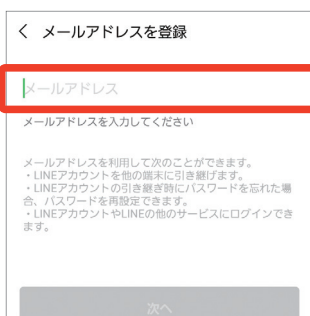 く メールアドレスを登録
メールアドレス
メールアドレスを入力してください
メールアドレスを利用して次のことができます。
・LINEアカウントを他の端末に引き継げます。
・LINEアカウントの引き継ぎ時にパスワードを忘れた場
合、パスワードを再設定できます。
・LINEアカウントやLINEの他のサービスにログインでき
ます。
次へ